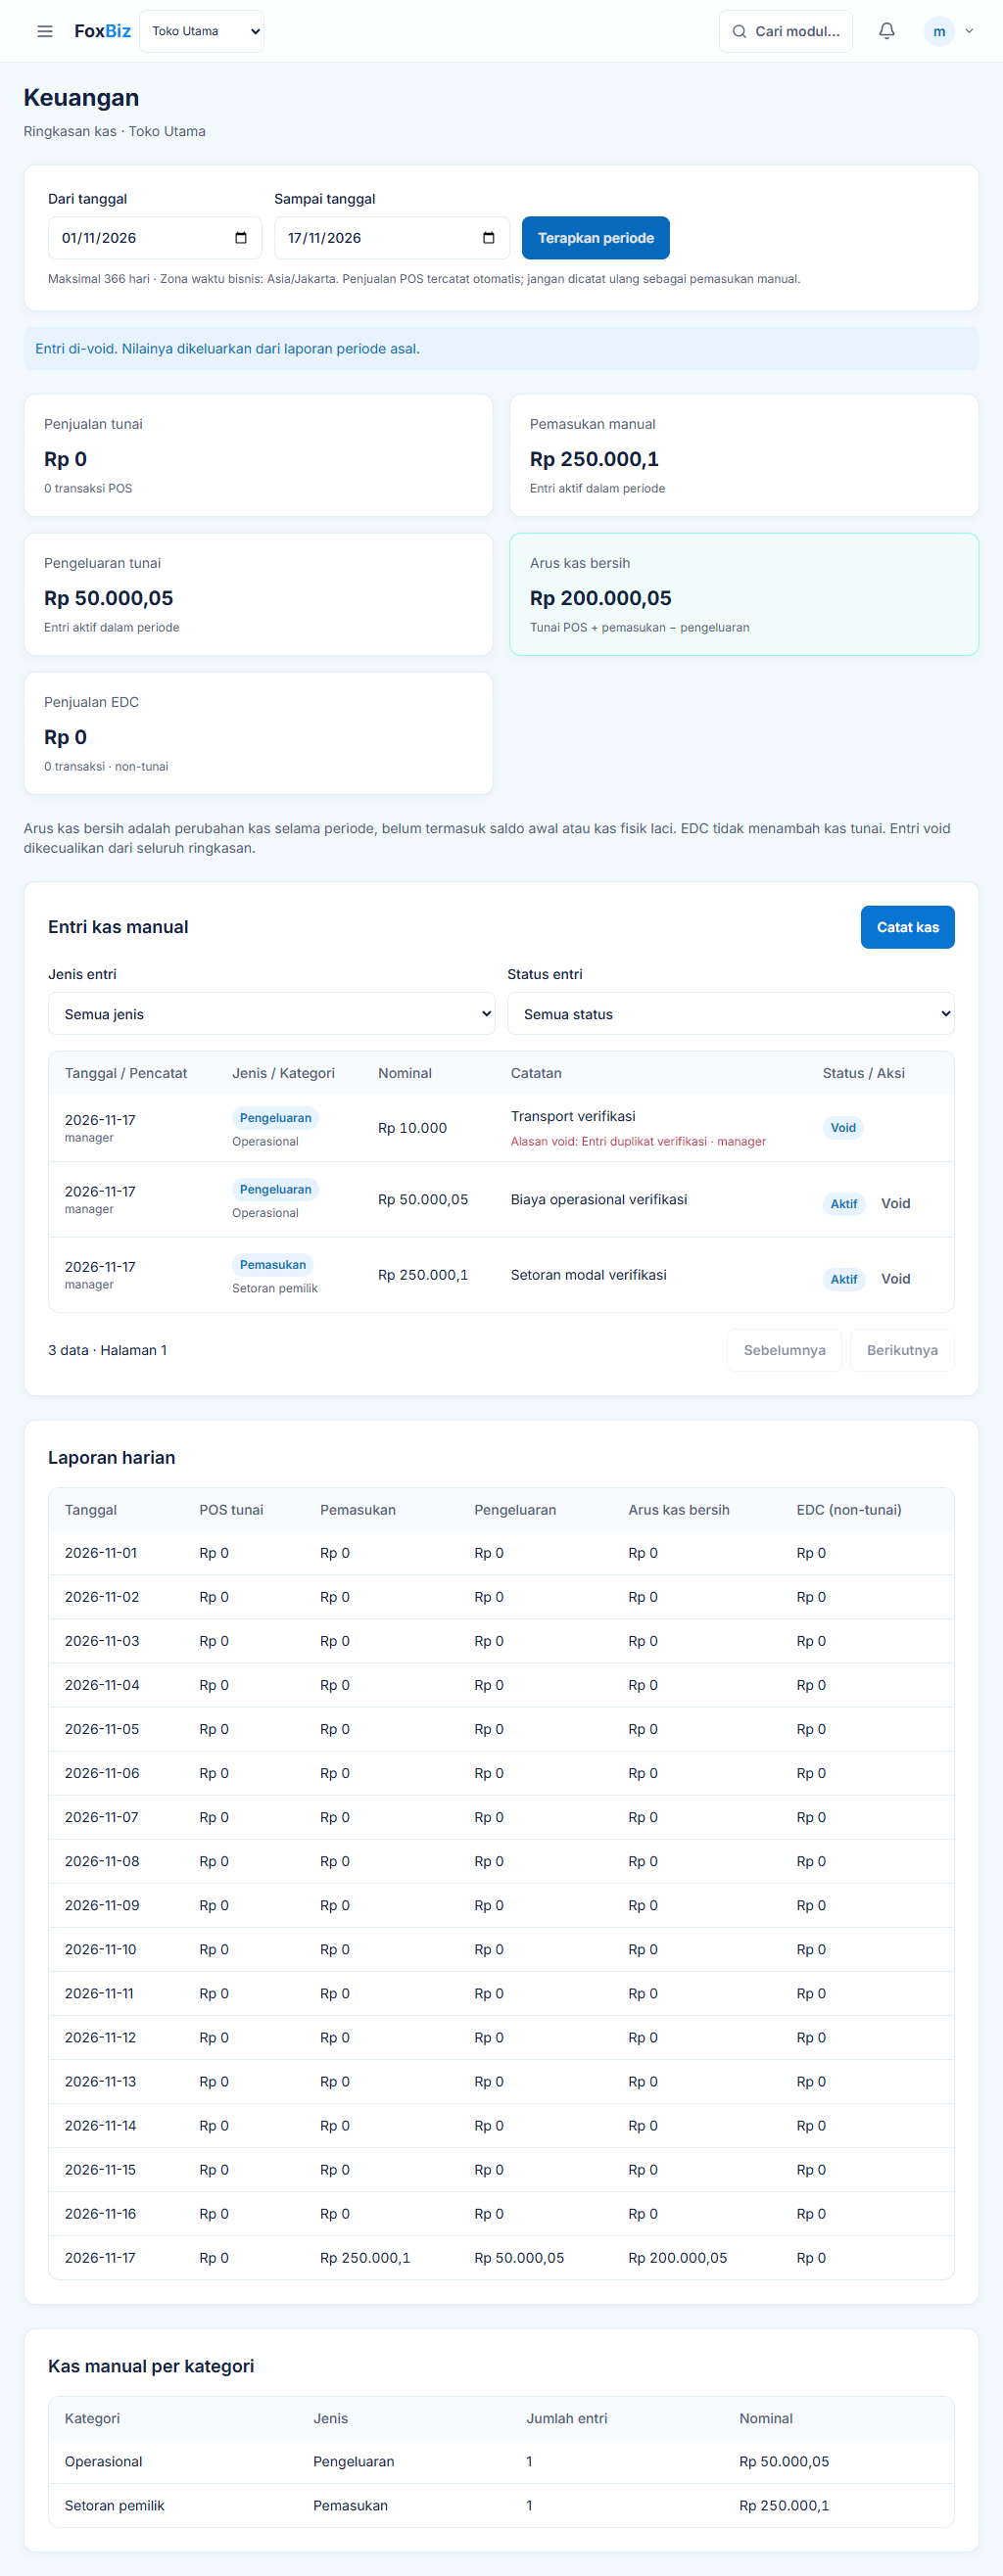 FoxBiz
Toko Utama
Cari modul...
m
Keuangan
Ringkasan kas · Toko Utama
Dari tanggal
Sampai tanggal
01/11/2026
17/11/2026
Terapkan periode
Maksimal 366 hari · Zona waktu bisnis: Asia/Jakarta. Penjualan POS tercatat otomatis; jangan dicatat ulang sebagai pemasukan manual.
Entri di-void. Nilainya dikeluarkan dari laporan periode asal.
Penjualan tunai
Rp 0
0 transaksi POS
Pemasukan manual
Rp 250.000,1
Entri aktif dalam periode
Pengeluaran tunai
Rp 50.000,05
Entri aktif dalam periode
Arus kas bersih
Rp 200.000,05
Tunai POS + pemasukan − pengeluaran
Penjualan EDC
Rp 0
0 transaksi · non-tunai
Arus kas bersih adalah perubahan kas selama periode, belum termasuk saldo awal atau kas fisik laci. EDC tidak menambah kas tunai. Entri void
dikecualikan dari seluruh ringkasan.
Entri kas manual
Catat kas
Jenis entri
Status entri
Semua jenis
Semua status
Tanggal / Pencatat Jenis / Kategori Nominal Catatan Status / Aksi
2026-11-17
manager
Pengeluaran
Operasional
Rp 10.000
Transport verifikasi
Alasan void: Entri duplikat verifikasi · manager
Void
2026-11-17
manager
Pengeluaran
Operasional
Rp 50.000,05
Biaya operasional verifikasi
Aktif Void
2026-11-17
manager
Pemasukan
Setoran pemilik
Rp 250.000,1
Setoran modal verifikasi
Aktif Void
3 data · Halaman 1
Sebelumnya
Berikutnya
Laporan harian
Tanggal POS tunai Pemasukan Pengeluaran Arus kas bersih EDC (non-tunai)
2026-11-01 Rp 0 Rp 0 Rp 0 Rp 0 Rp 0
2026-11-02 Rp 0 Rp 0 Rp 0 Rp 0 Rp 0
2026-11-03 Rp 0 Rp 0 Rp 0 Rp 0 Rp 0
2026-11-04 Rp 0 Rp 0 Rp 0 Rp 0 Rp 0
2026-11-05 Rp 0 Rp 0 Rp 0 Rp 0 Rp 0
2026-11-06 Rp 0 Rp 0 Rp 0 Rp 0 Rp 0
2026-11-07 Rp 0 Rp 0 Rp 0 Rp 0 Rp 0
2026-11-08 Rp 0 Rp 0 Rp 0 Rp 0 Rp 0
2026-11-09 Rp 0 Rp 0 Rp 0 Rp 0 Rp 0
2026-11-10 Rp 0 Rp 0 Rp 0 Rp 0 Rp 0
2026-11-11 Rp 0 Rp 0 Rp 0 Rp 0 Rp 0
2026-11-12 Rp 0 Rp 0 Rp 0 Rp 0 Rp 0
2026-11-13 Rp 0 Rp 0 Rp 0 Rp 0 Rp 0
2026-11-14 Rp 0 Rp 0 Rp 0 Rp 0 Rp 0
2026-11-15 Rp 0 Rp 0 Rp 0 Rp 0 Rp 0
2026-11-16 Rp 0 Rp 0 Rp 0 Rp 0 Rp 0
2026-11-17 Rp 0 Rp 250.000,1 Rp 50.000,05 Rp 200.000,05 Rp 0
Kas manual per kategori
Kategori Jenis Jumlah entri Nominal
Operasional Pengeluaran 1 Rp 50.000,05
Setoran pemilik Pemasukan 1 Rp 250.000,1